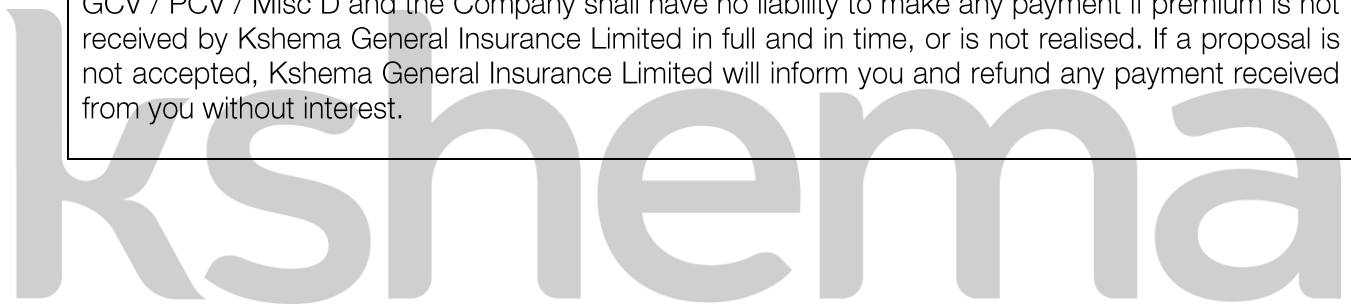 GCV / PCV / Misc D and the Company shall have no liability to make any payment if premium is not
received by Kshema General Insurance Limited in full and in time, or is not realised. If a proposal is
not accepted, Kshema General Insurance Limited will inform you and refund any payment received
from you without interest.
kshema